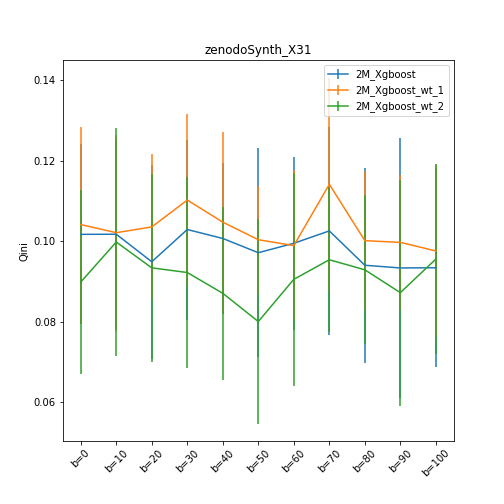 zenodoSynth_X31
2M_Xgboost
2M_Xgboost_wt_1
2M_Xgboost_wt_2
Qini
0.14
0.12
0.10
0.08
0.06
b=0
b=10
b=20
b=30
b=40
b=50
b=60
b=70
b=80
b=90
b=100